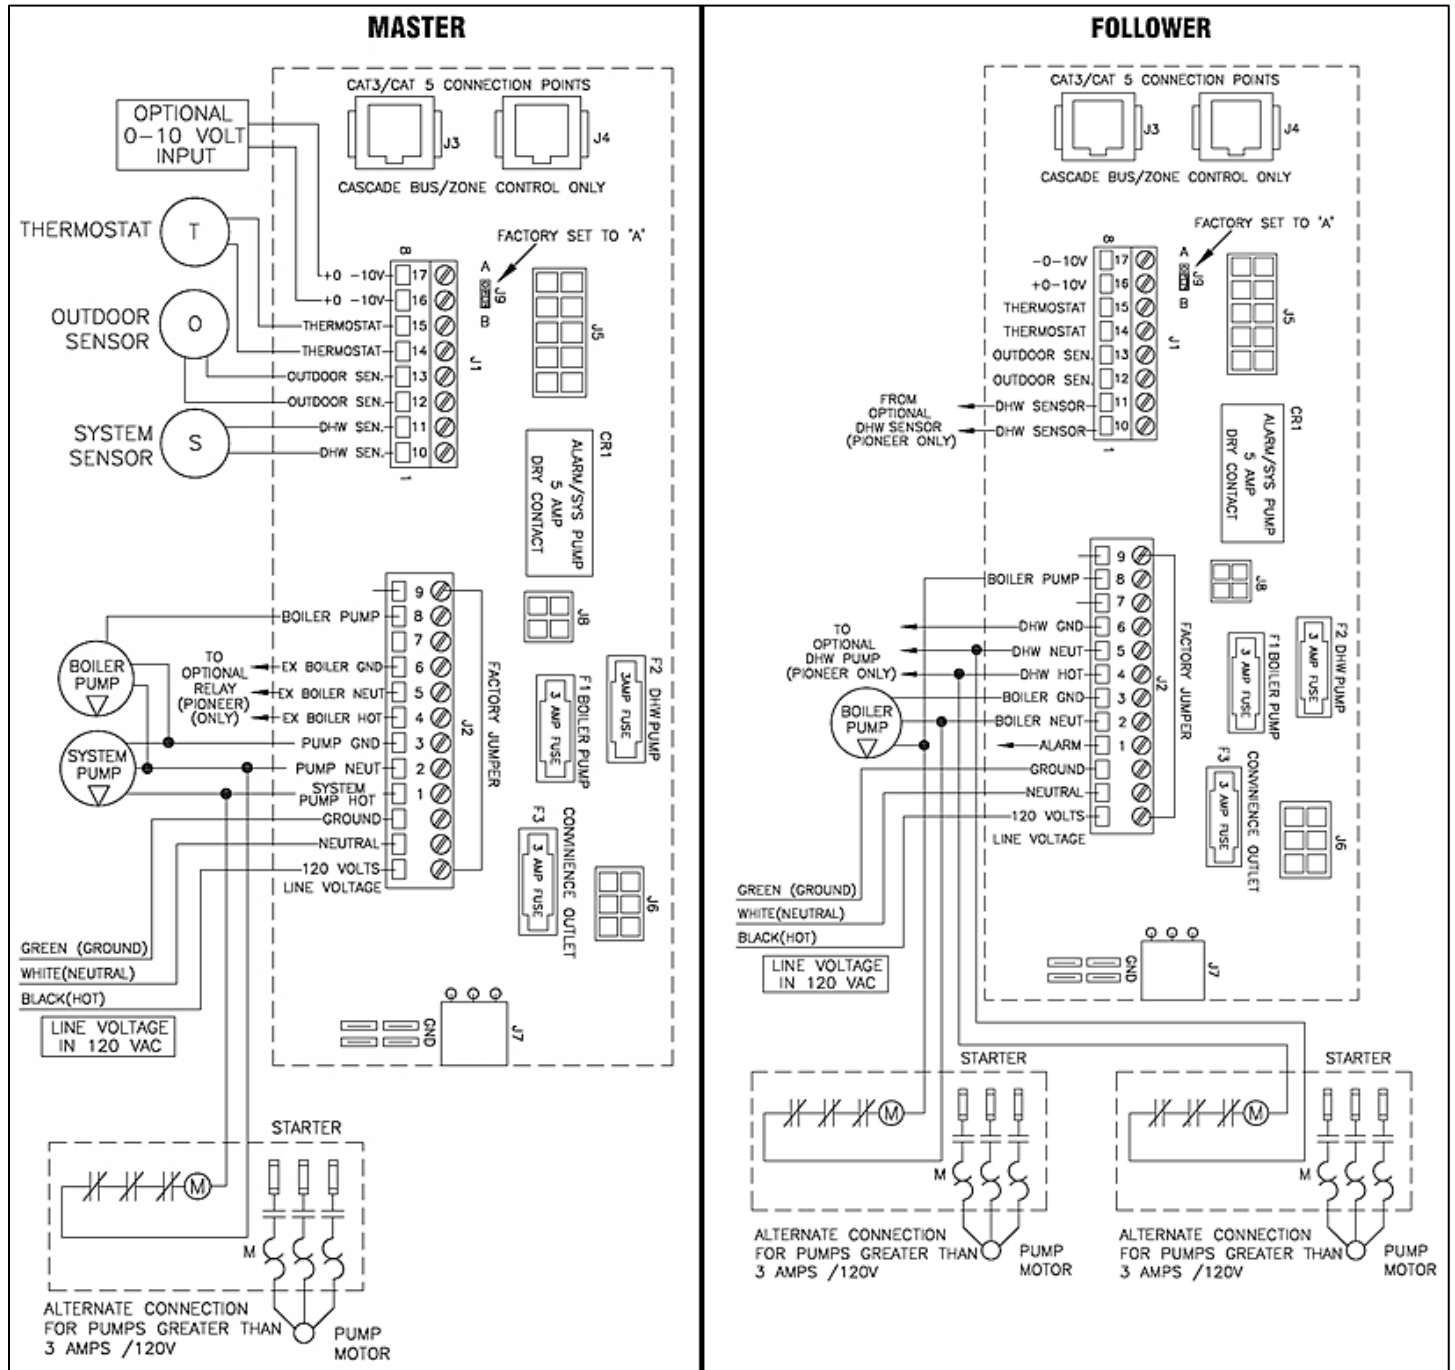 MASTER
CAT3/CAT 5 CONNECTION POINTS
J3
J4
CASCADE BUS/ZONE CONTROL ONLY
OPTIONAL
0-10 VOLT
INPUT
THERMOSTAT
T
OUTDOOR
SENSOR
O
SYSTEM
SENSOR
S
FACTORY SET TO "A"
A
J9
B
8
+0 -10V 17
+0 -10V 16
THERMOSTAT 15
THERMOSTAT 14
OUTDOOR SEN. 13
OUTDOOR SEN. 12
DHW SEN. 11
DHW SEN. 10
1
J1
J5
CR1
ALARM/SYS PUMP
5 AMP
DRY CONTACT
J8
9
BOILER PUMP 8
7
EX BOILER GND 6
EX BOILER NEUT 5
EX BOILER HOT 4
PUMP GND 3
PUMP NEUT 2
SYSTEM
PUMP HOT 1
GROUND
NEUTRAL
120 VOLTS
LINE VOLTAGE
J2
FACTORY JUMPER
BOILER
PUMP
SYSTEM
PUMP
TO
OPTIONAL
RELAY
(PIONEER)
(ONLY)
F1 BOILER PUMP
3 AMP FUSE
F2 DHW PUMP
3AMP FUSE
F3
3 AMP FUSE
CONVINIENCE OUTLET
J6
GREEN (GROUND)
WHITE(NEUTRAL)
BLACK(HOT)
LINE VOLTAGE
IN 120 VAC
GND
J7
STARTER
M
M
ALTERNATE CONNECTION
FOR PUMPS GREATER THAN
3 AMPS /120V
PUMP
MOTOR
FOLLOWER
CAT3/CAT 5 CONNECTION POINTS
J3
J4
CASCADE BUS/ZONE CONTROL ONLY
FACTORY SET TO "A"
A
J9
B
8
-0-10V 17
+0-10V 16
THERMOSTAT 15
THERMOSTAT 14
OUTDOOR SEN. 13
OUTDOOR SEN. 12
DHW SENSOR 11
DHW SENSOR 10
1
J1
J5
FROM
OPTIONAL
DHW SENSOR
(PIONEER ONLY)
CR1
ALARM/SYS PUMP
5 AMP
DRY CONTACT
J8
9
BOILER PUMP 8
7
DHW GND 6
DHW NEUT 5
DHW HOT 4
BOILER GND 3
BOILER NEUT 2
ALARM 1
GROUND
NEUTRAL
120 VOLTS
LINE VOLTAGE
J2
FACTORY JUMPER
TO
OPTIONAL
DHW PUMP
(PIONEER ONLY)
BOILER
PUMP
F1 BOILER PUMP
3 AMP FUSE
F2 DHW PUMP
3 AMP FUSE
F3
3 AMP FUSE
CONVINIENCE OUTLET
J6
GREEN (GROUND)
WHITE(NEUTRAL)
BLACK(HOT)
LINE VOLTAGE
IN 120 VAC
GND
J7
STARTER
M
M
ALTERNATE CONNECTION
FOR PUMPS GREATER THAN
3 AMPS /120V
PUMP
MOTOR
STARTER
M
M
ALTERNATE CONNECTION
FOR PUMPS GREATER THAN
3 AMPS /120V
PUMP
MOTOR